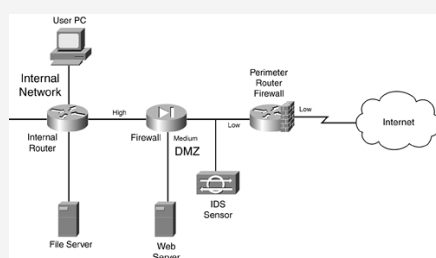 User PC
Internal
Network
Internal
Router
File Server
High
Firewall
Medium
DMZ
Web
Server
Low
IDS
Sensor
Perimeter
Router
Firewall
Low
Internet